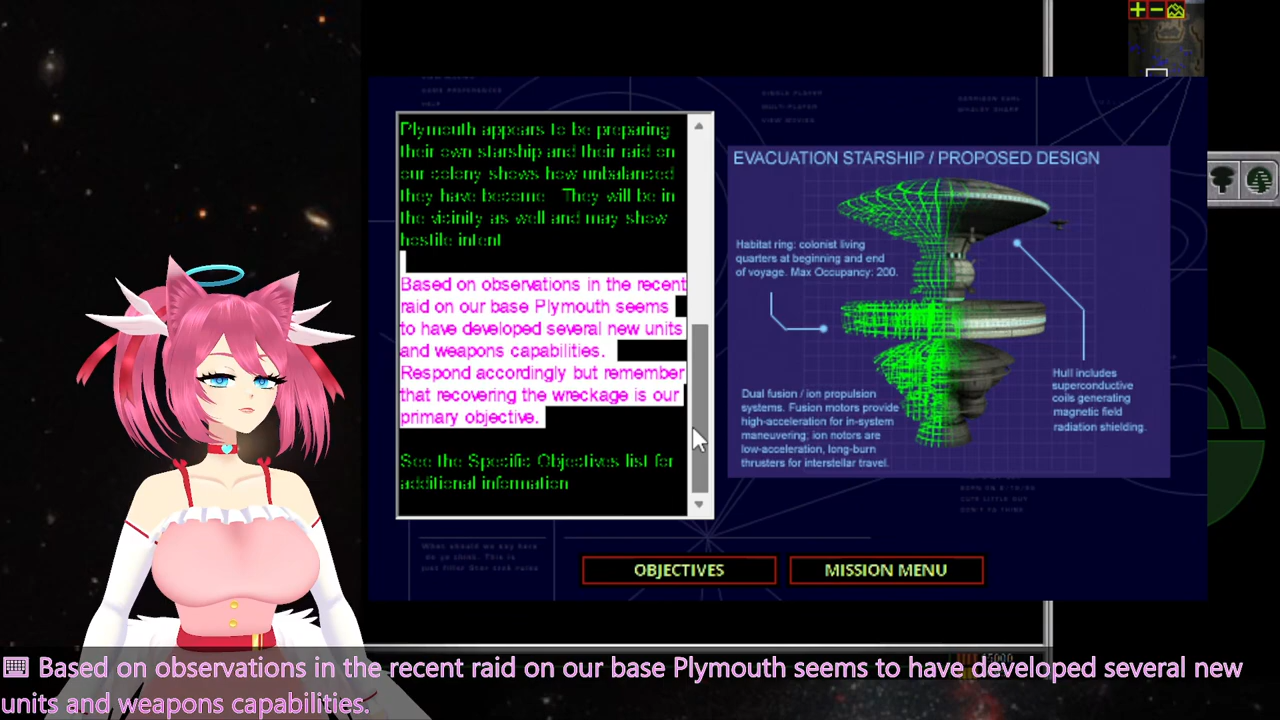 Plymouth appears to be preparing
their own starship and their raid on
our colony shows how unbalanced
they have become They will be in
the vicinity as well and may show
hostile intent
Based on observations in the recent
raid on our base Plymouth seems
to have developed several new units
and weapons capabilities.
Respond accordingly but remember
that recovering the wreckage is our
primary objective.
See the Specific Objectives list for
additional information
EVACUATION STARSHIP / PROPOSED DESIGN
Habitat ring: colonist living
quarters at beginning and end
of voyage. Max Occupancy: 200.
Dual fusion / ion propulsion
systems. Fusion motors provide
high-acceleration for in-system
maneuvering; ion notors are
low-acceleration, long-burn
thrusters for interstellar travel.
Hull includes
superconductive
coils generating
magnetic field
radiation shielding.
OBJECTIVES
MISSION MENU
Based on observations in the recent raid on our base Plymouth seems to have developed several new
units and weapons capabilities.